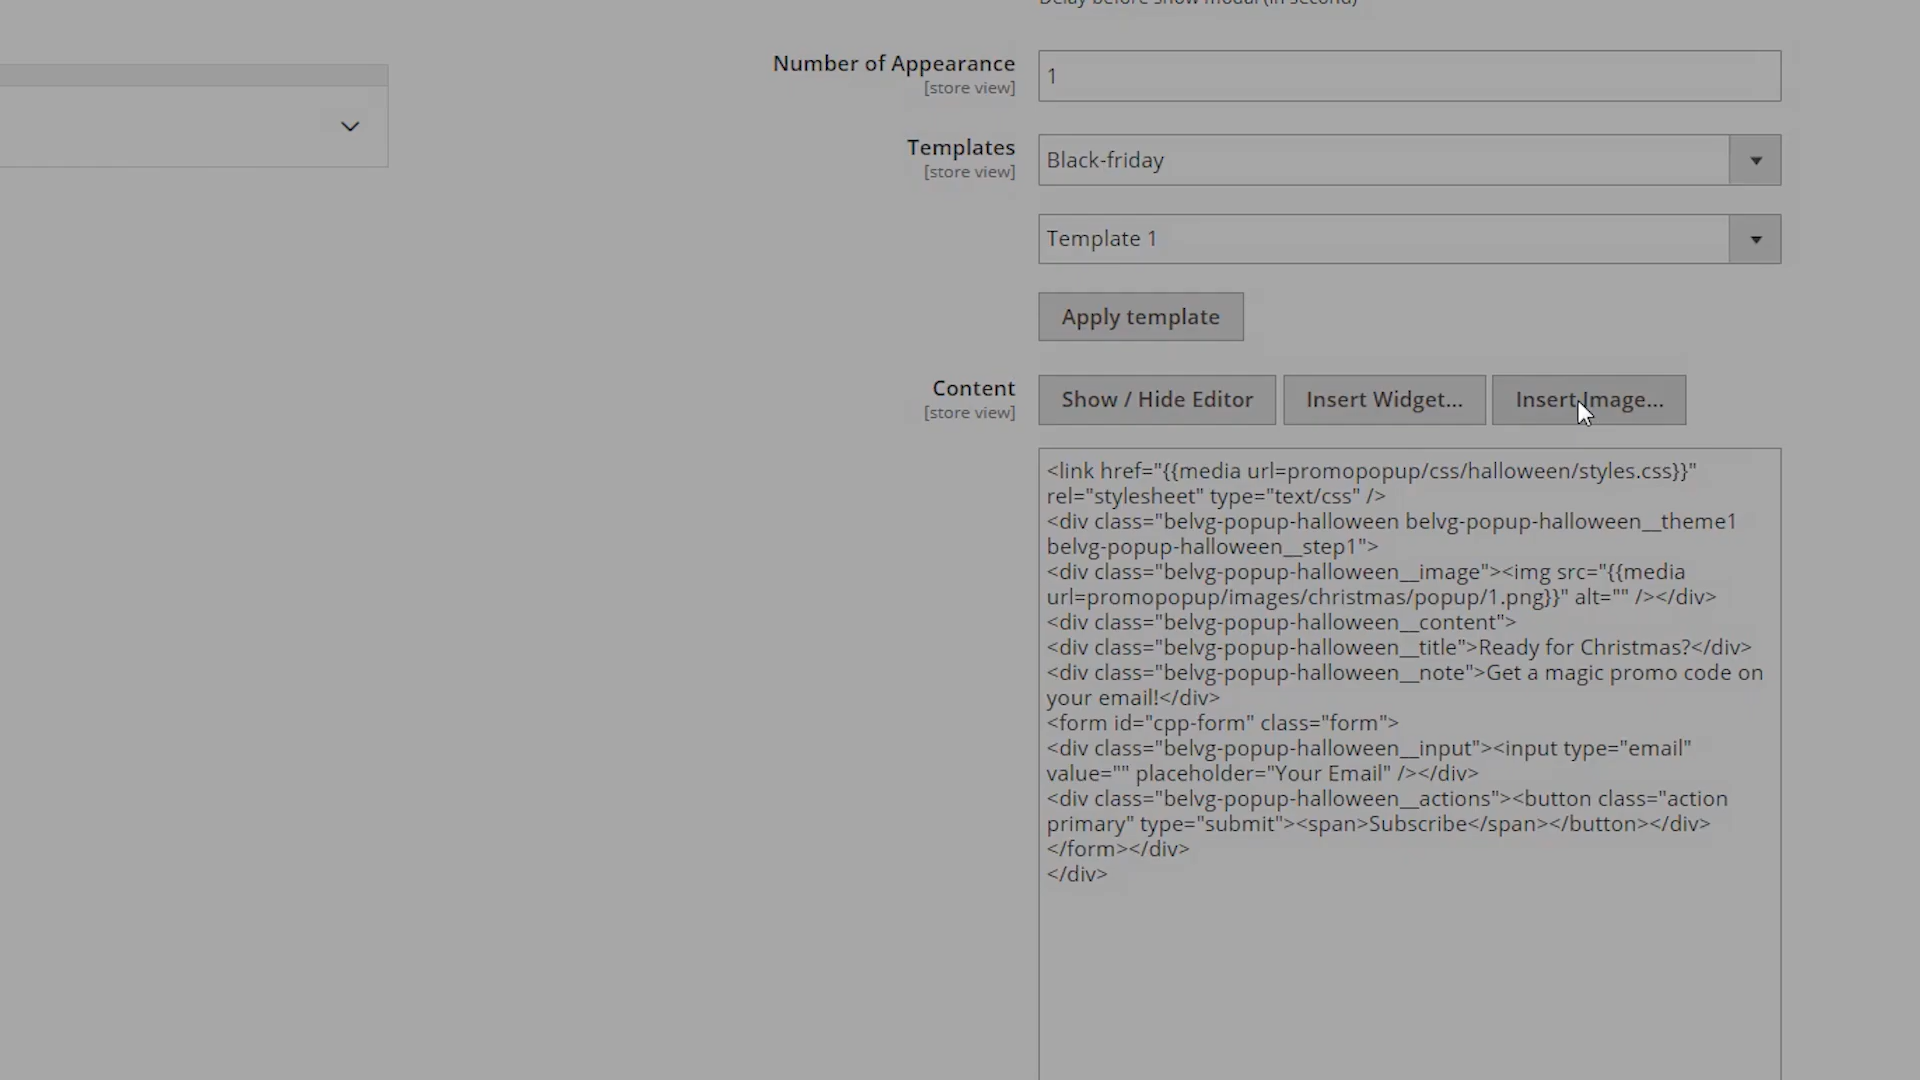 Delay before show modal (in second)
Number of Appearance
[store view]
1
Templates
[store view]
Black-friday
Template 1
Apply template
Content
[store view]
Show / Hide Editor
Insert Widget...
Insert Image...
<link href="{{media url=promopopup/css/halloween/styles.css}}"
rel="stylesheet" type="text/css" />
<div class="belvg-popup-halloween belvg-popup-halloween__theme1
belvg-popup-halloween__step1">
<div class="belvg-popup-halloween__image"><img src="{{media
url=promopopup/images/christmas/popup/1.png}}" alt="" /></div>
<div class="belvg-popup-halloween__content">
<div class="belvg-popup-halloween__title">Ready for Christmas?</div>
<div class="belvg-popup-halloween__note">Get a magic promo code on
your email!</div>
<form id="cpp-form" class="form">
<div class="belvg-popup-halloween__input"><input type="email"
value="" placeholder="Your Email" /></div>
<div class="belvg-popup-halloween__actions"><button class="action
primary" type="submit"><span>Subscribe</span></button></div>
</form></div>
</div>